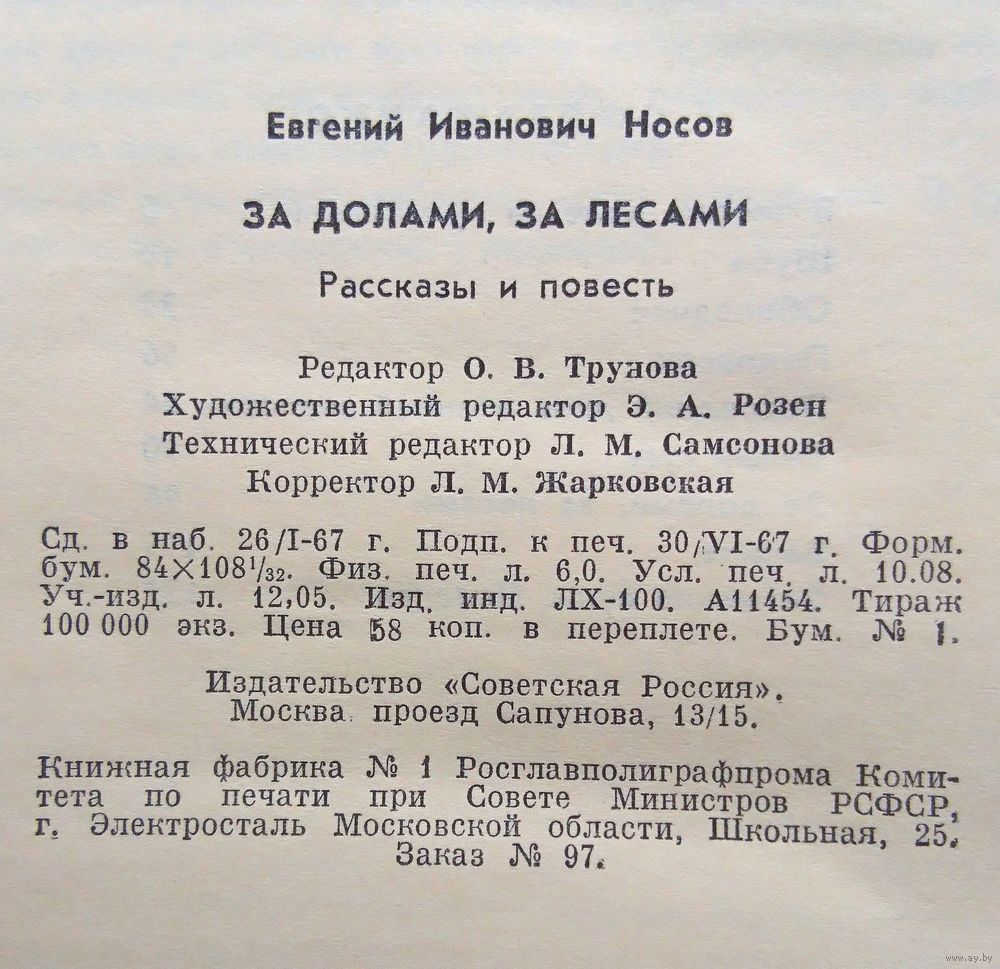 Евгений Иванович Носов
ЗА ДОЛАМИ, ЗА ЛЕСАМИ
Рассказы и повесть
Редактор О. В. Трунова
Художественный редактор Э. А. Розен
Технический редактор Л. М. Самсонова
Корректор Л. М. Жарковская
Сд. в наб. 26/I-67 г. Подп. к печ. 30/VI-67 г. Форм.
бум. 84×108¹/₃₂. Физ. печ. л. 6,0. Усл. печ. л. 10.08.
Уч.-изд. л. 12,05. Изд. инд. ЛХ-100. А11454. Тираж
100 000 экз. Цена 58 коп. в переплете. Бум. № 1.
Издательство «Советская Россия».
Москва, проезд Сапунова, 13/15.
Книжная фабрика № 1 Росглавполиграфпрома Коми-
тета по печати при Совете Министров РСФСР,
г. Электросталь Московской области, Школьная, 25.
Заказ № 97.
www.ay.by